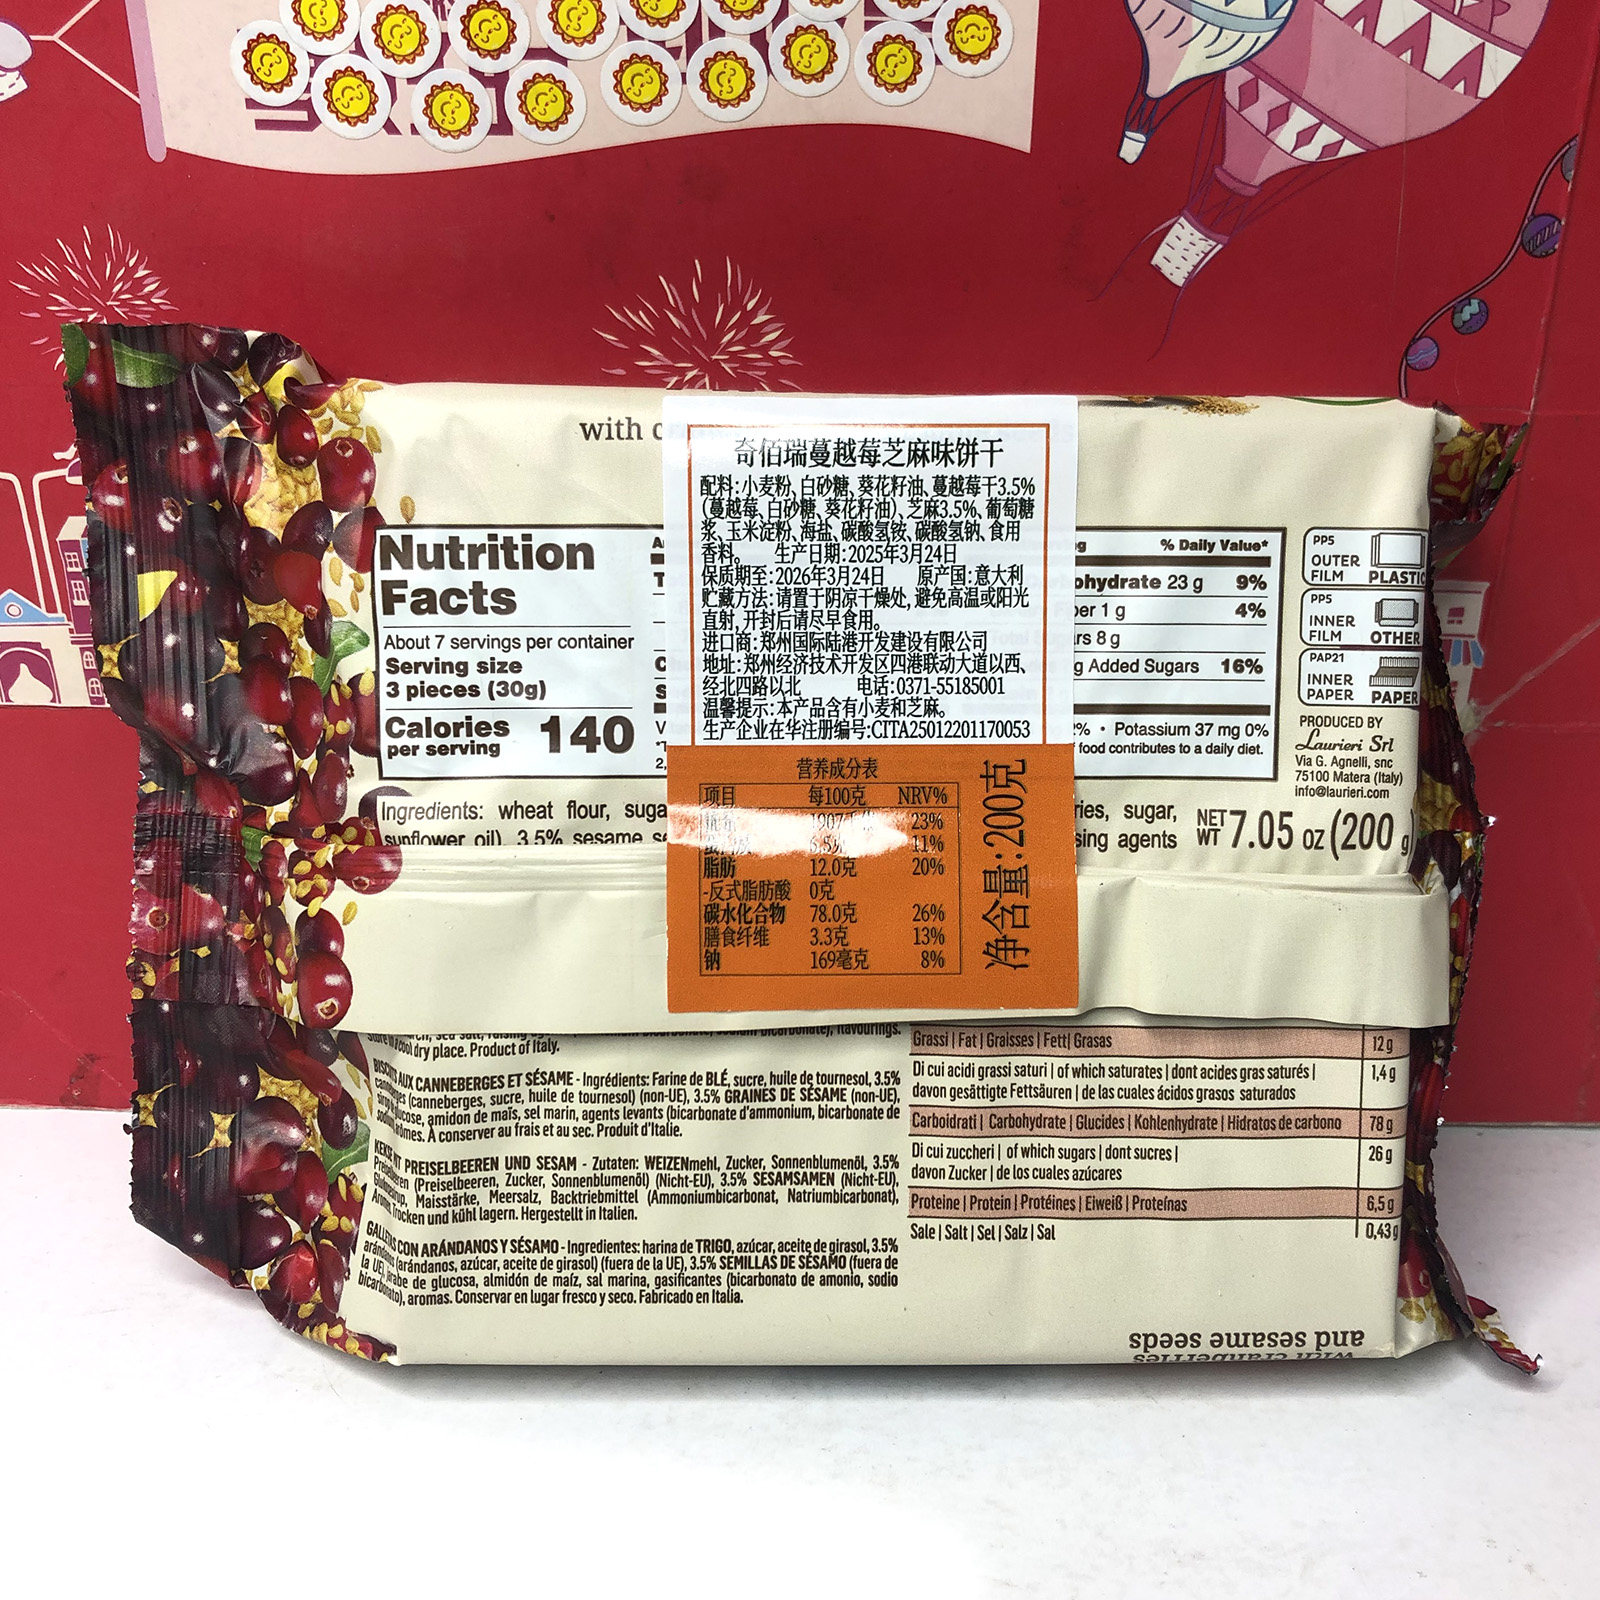 with c
Nutrition
Facts
About 7 servings per container
Serving size
3 pieces (30g)
Calories
per serving
140
% Daily Value*
ohydrate 23 g 9%
er 1 g 4%
rs 8 g
g Added Sugars 16%
% • Potassium 37 mg 0%
food contributes to a daily diet.
Ingredients: wheat flour, suga
sunflower oil), 3.5% sesame se
ries, sugar,
sing agents
奇佰瑞蔓越莓芝麻味饼干
配料:小麦粉、白砂糖、葵花籽油、蔓越莓干3.5%
(蔓越莓、白砂糖、葵花籽油)、芝麻3.5%、葡萄糖
浆、玉米淀粉、海盐、碳酸氢铵、碳酸氢钠、食用
香料。 生产日期:2025年3月24日
保质期至:2026年3月24日 原产国:意大利
贮藏方法:请置于阴凉干燥处,避免高温或阳光
直射,开封后请尽早食用。
进口商:郑州国际陆港开发建设有限公司
地址:郑州经济技术开发区四港联动大道以西、
经北四路以北 电话:0371-55185001
温馨提示:本产品含有小麦和芝麻。
生产企业在华注册编号:CITA25012201170053
营养成分表
项目 每100克 NRV%
1907 23%
6.5 11%
脂肪 12.0克 20%
-反式脂肪酸 0克
碳水化合物 78.0克 26%
膳食纤维 3.3克 13%
钠 169毫克 8%
净含量:200克
PP5
OUTER
FILM PLASTIC
PP5
INNER
FILM OTHER
PAP21
INNER
PAPER PAPER
PRODUCED BY
Laurieri Srl
Via G. Agnelli, snc
75100 Matera (Italy)
info@laurieri.com
NET WT 7.05 oz (200 g)
cool dry place. Product of Italy.
BISCUITS AUX CANNEBERGES ET SÉSAME - Ingrédients: Farine de BLÉ, sucre, huile de tournesol, 3.5%
(canneberges, sucre, huile de tournesol) (non-UE), 3.5% GRAINES DE SÉSAME (non-UE),
amidon de maïs, sel marin, agents levants (bicarbonate d'ammonium, bicarbonate de
À conserver au frais et au sec. Produit d'Italie.
PREISELBEEREN UND SESAM - Zutaten: WEIZENmehl, Zucker, Sonnenblumenöl, 3.5%
(Preiselbeeren, Zucker, Sonnenblumenöl) (Nicht-EU), 3.5% SESAMSAMEN (Nicht-EU),
Maisstärke, Meersalz, Backtriebmittel (Ammoniumbicarbonat, Natriumbicarbonat),
Trocken und kühl lagern. Hergestellt in Italien.
GALLETAS CON ARÁNDANOS Y SÉSAMO - Ingredientes: harina de TRIGO, azúcar, aceite de girasol, 3.5%
(arándanos, azúcar, aceite de girasol) (fuera de la UE), 3.5% SEMILLAS DE SÉSAMO (fuera de
la UE), jarabe de glucosa, almidón de maíz, sal marina, gasificantes (bicarbonato de amonio, sodio
bicarbonato), aromas. Conservar en lugar fresco y seco. Fabricado en Italia.
Grassi | Fat | Graisses | Fett | Grasas 12 g
Di cui acidi grassi saturi | of which saturates | dont acides gras saturés | 1,4 g
davon gesättigte Fettsäuren | de las cuales ácidos grasos saturados
Carboidrati | Carbohydrate | Glucides | Kohlenhydrate | Hidratos de carbono 78 g
Di cui zuccheri | of which sugars | dont sucres | 26 g
davon Zucker | de los cuales azúcares
Proteine | Protein | Protéines | Eiweiß | Proteínas 6,5 g
Sale | Salt | Sel | Salz | Sal 0,43 g
with cranberries
and sesame seeds